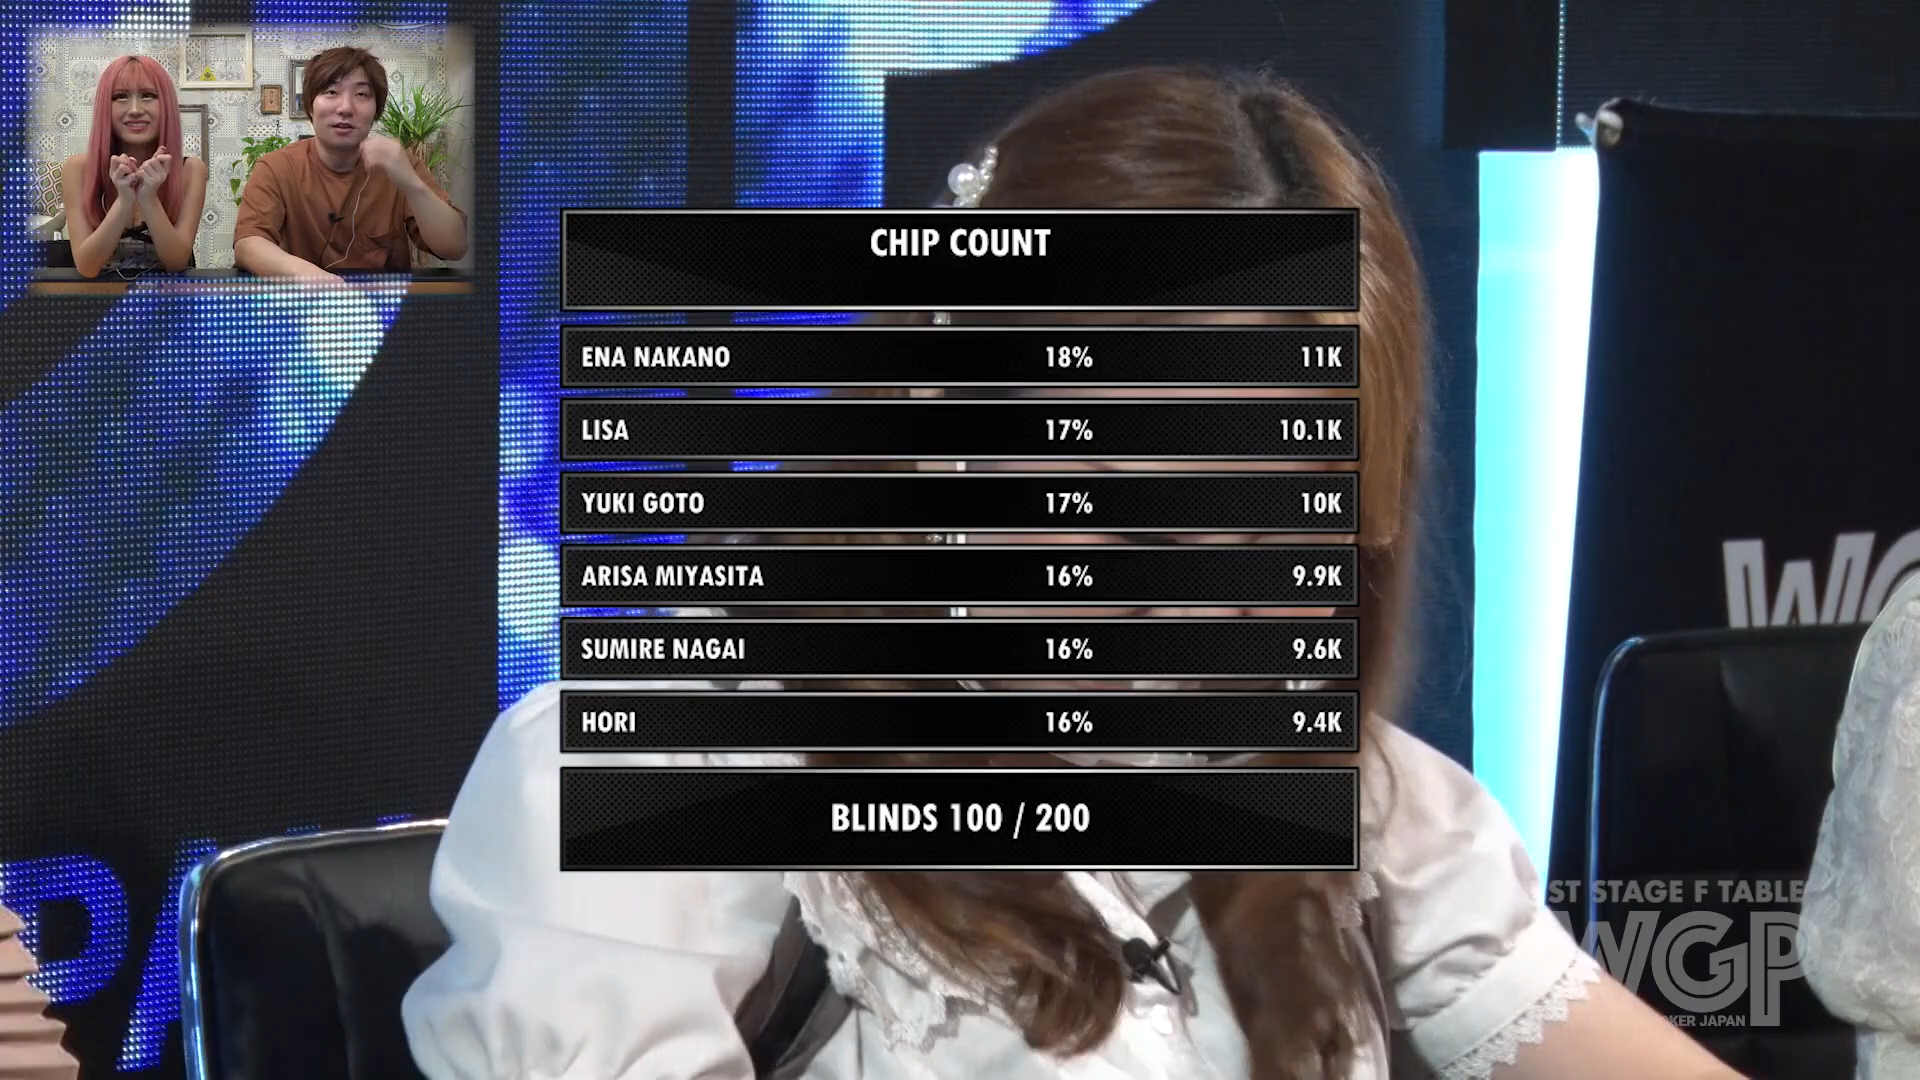 CHIP COUNT
ENA NAKANO 18% 11K
LISA 17% 10.1K
YUKI GOTO 17% 10K
ARISA MIYASITA 16% 9.9K
SUMIRE NAGAI 16% 9.6K
HORI 16% 9.4K
BLINDS 100 / 200
ST STAGE F TABLE
WGP
JAPAN